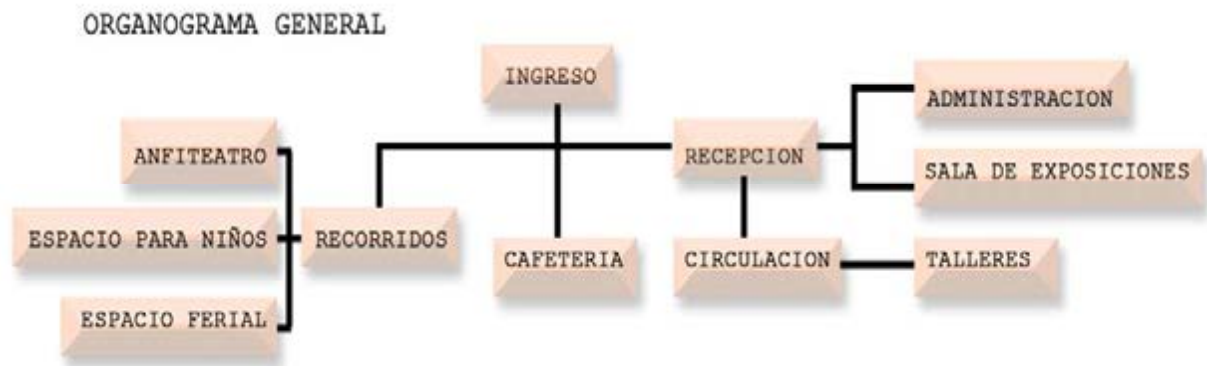 ORGANOGRAMA GENERAL
INGRESO
ADMINISTRACION
ANFITEATRO
RECEPCION
SALA DE EXPOSICIONES
ESPACIO PARA NIÑOS
RECORRIDOS
CAFETERIA
CIRCULACION
TALLERES
ESPACIO FERIAL